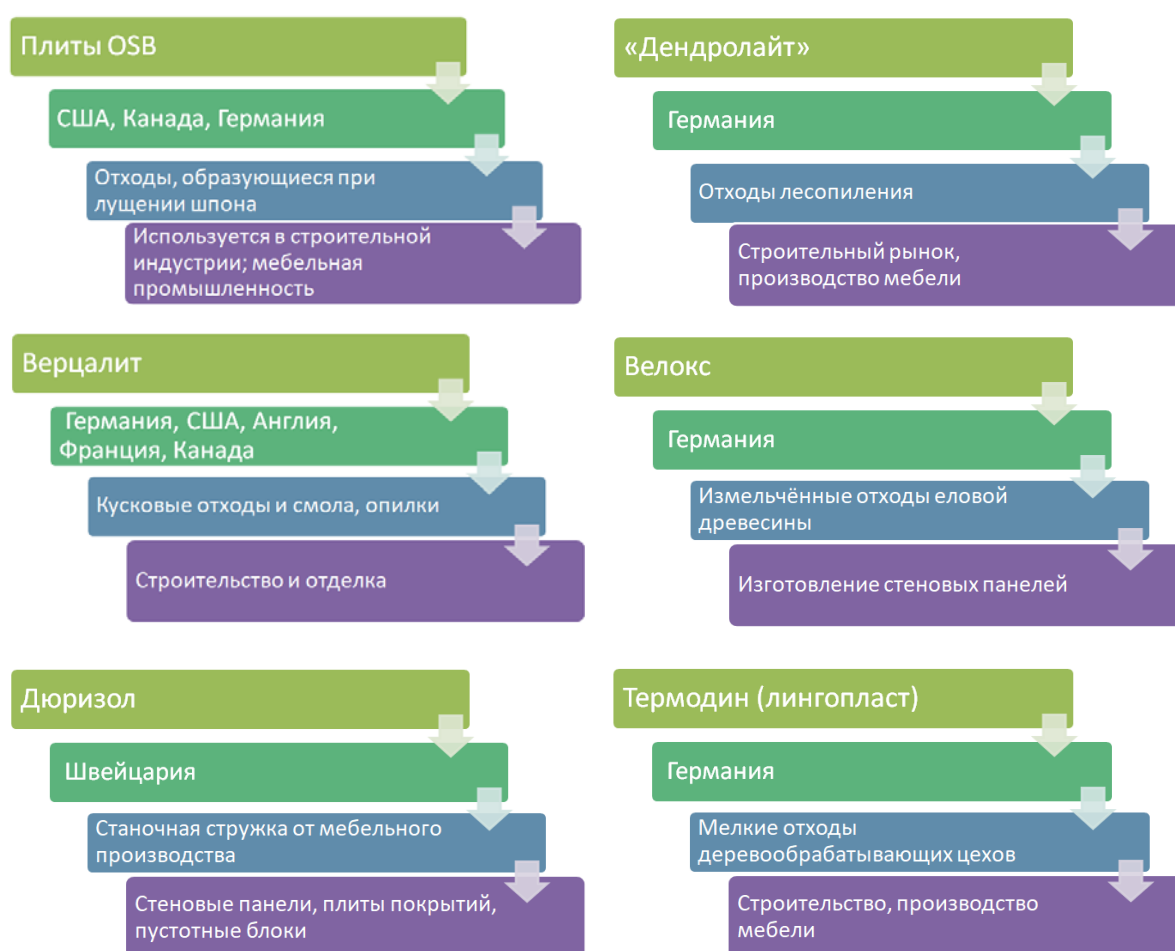 Плиты OSB
США, Канада, Германия
Отходы, образующиеся при
лущении шпона
Используется в строительной
индустрии; мебельная
промышленность
«Дендролайт»
Германия
Отходы лесопиления
Строительный рынок,
производство мебели
Верцалит
Германия, США, Англия,
Франция, Канада
Кусковые отходы и смола, опилки
Строительство и отделка
Велокс
Германия
Измельчённые отходы еловой
древесины
Изготовление стеновых панелей
Дюризол
Швейцария
Станочная стружка от мебельного
производства
Стеновые панели, плиты покрытий,
пустотные блоки
Термодин (лингопласт)
Германия
Мелкие отходы
деревообрабатывающих цехов
Строительство, производство
мебели